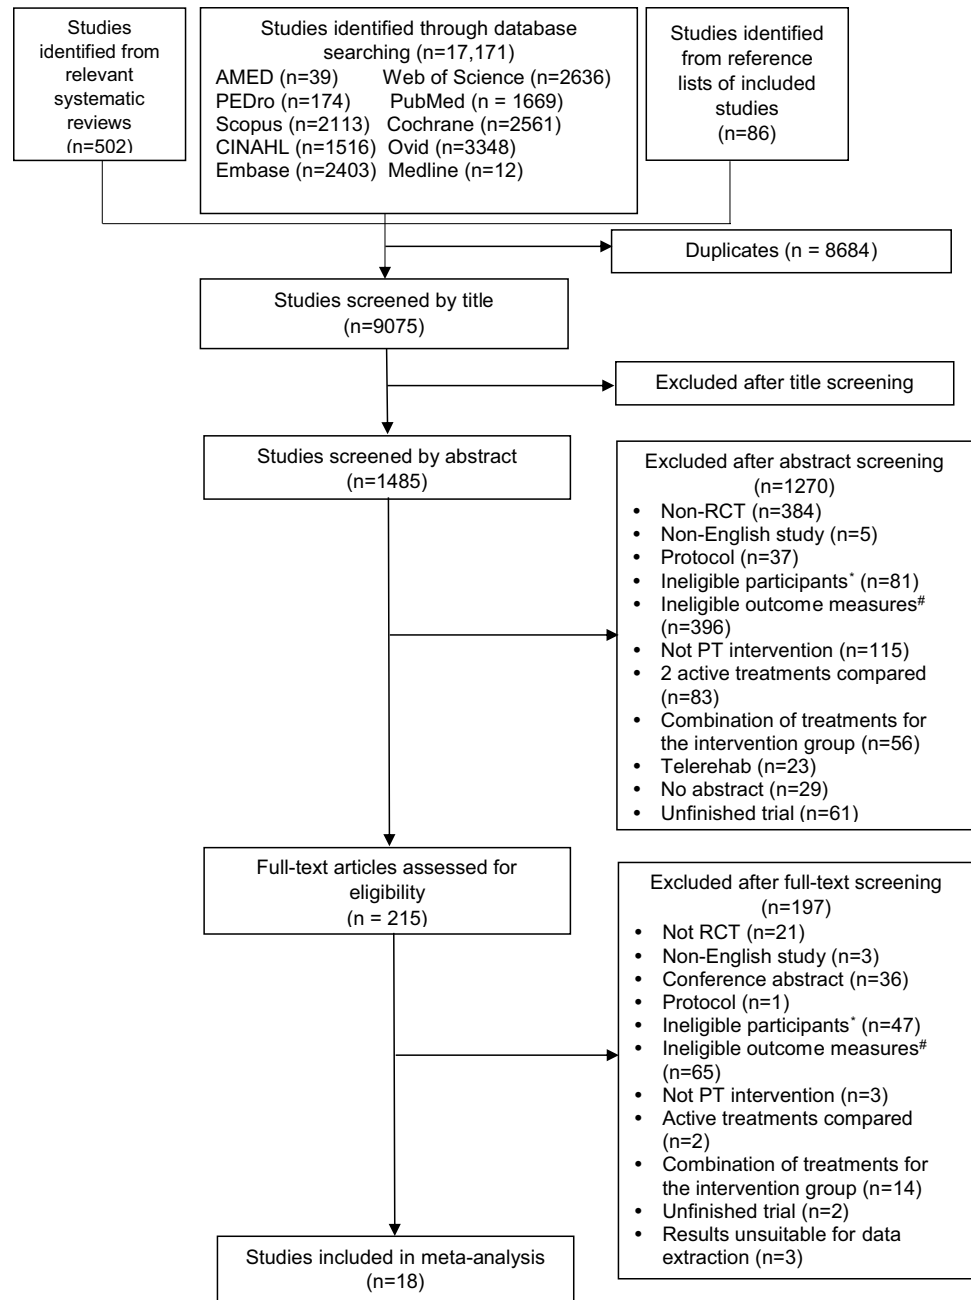 Studies
identified from
relevant
systematic
reviews
(n=502)
Studies identified through database
searching (n=17,171)
AMED (n=39) Web of Science (n=2636)
PEDro (n=174) PubMed (n = 1669)
Scopus (n=2113) Cochrane (n=2561)
CINAHL (n=1516) Ovid (n=3348)
Embase (n=2403) Medline (n=12)
Studies identified
from reference
lists of included
studies
(n=86)
Duplicates (n = 8684)
Studies screened by title
(n=9075)
Excluded after title screening
Studies screened by abstract
(n=1485)
Excluded after abstract screening
(n=1270)
• Non-RCT (n=384)
• Non-English study (n=5)
• Protocol (n=37)
• Ineligible participants* (n=81)
• Ineligible outcome measures#
(n=396)
• Not PT intervention (n=115)
• 2 active treatments compared
(n=83)
• Combination of treatments for
the intervention group (n=56)
• Telerehab (n=23)
• No abstract (n=29)
• Unfinished trial (n=61)
Full-text articles assessed for
eligibility
(n = 215)
Excluded after full-text screening
(n=197)
• Not RCT (n=21)
• Non-English study (n=3)
• Conference abstract (n=36)
• Protocol (n=1)
• Ineligible participants* (n=47)
• Ineligible outcome measures#
(n=65)
• Not PT intervention (n=3)
• Active treatments compared
(n=2)
• Combination of treatments for
the intervention group (n=14)
• Unfinished trial (n=2)
• Results unsuitable for data
extraction (n=3)
Studies included in meta-analysis
(n=18)